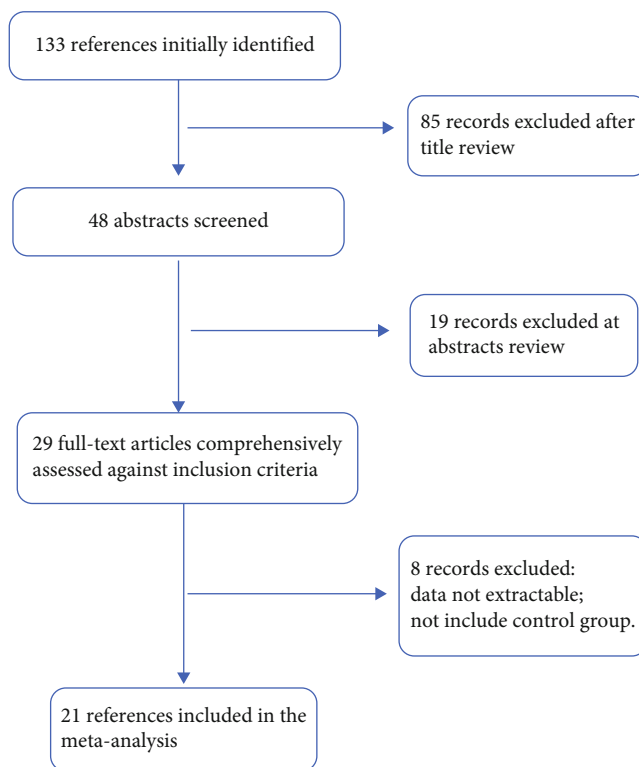 133 references initially identified
85 records excluded after
title review
48 abstracts screened
19 records excluded at
abstracts review
29 full-text articles comprehensively
assessed against inclusion criteria
8 records excluded:
data not extractable;
not include control group.
21 references included in the
meta-analysis